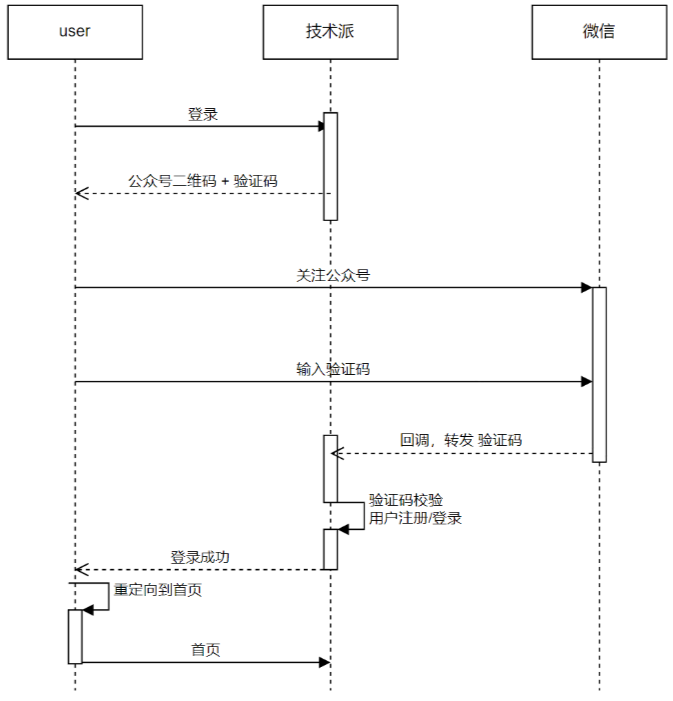 user
技术派
微信
登录
公众号二维码 + 验证码
关注公众号
输入验证码
回调，转发 验证码
验证码校验
用户注册/登录
登录成功
重定向到首页
首页